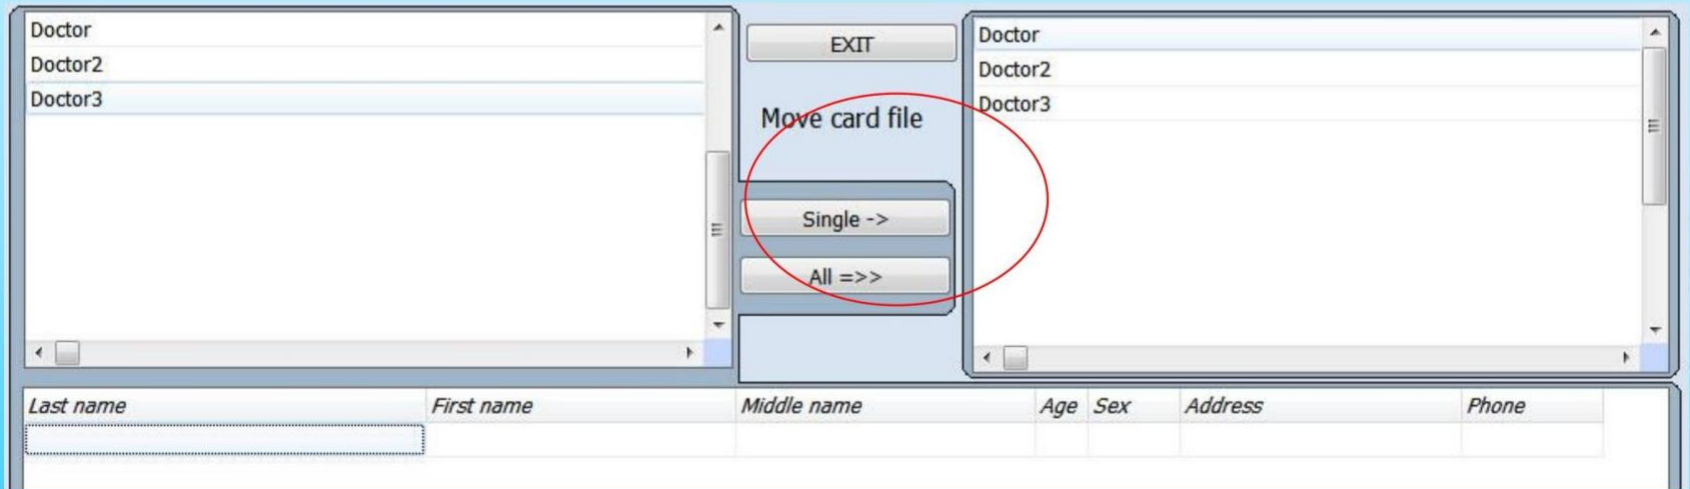 Doctor
Doctor2
Doctor3
EXIT
Move card file
Single ->
All =>>
Doctor
Doctor2
Doctor3
Last name First name Middle name Age Sex Address Phone